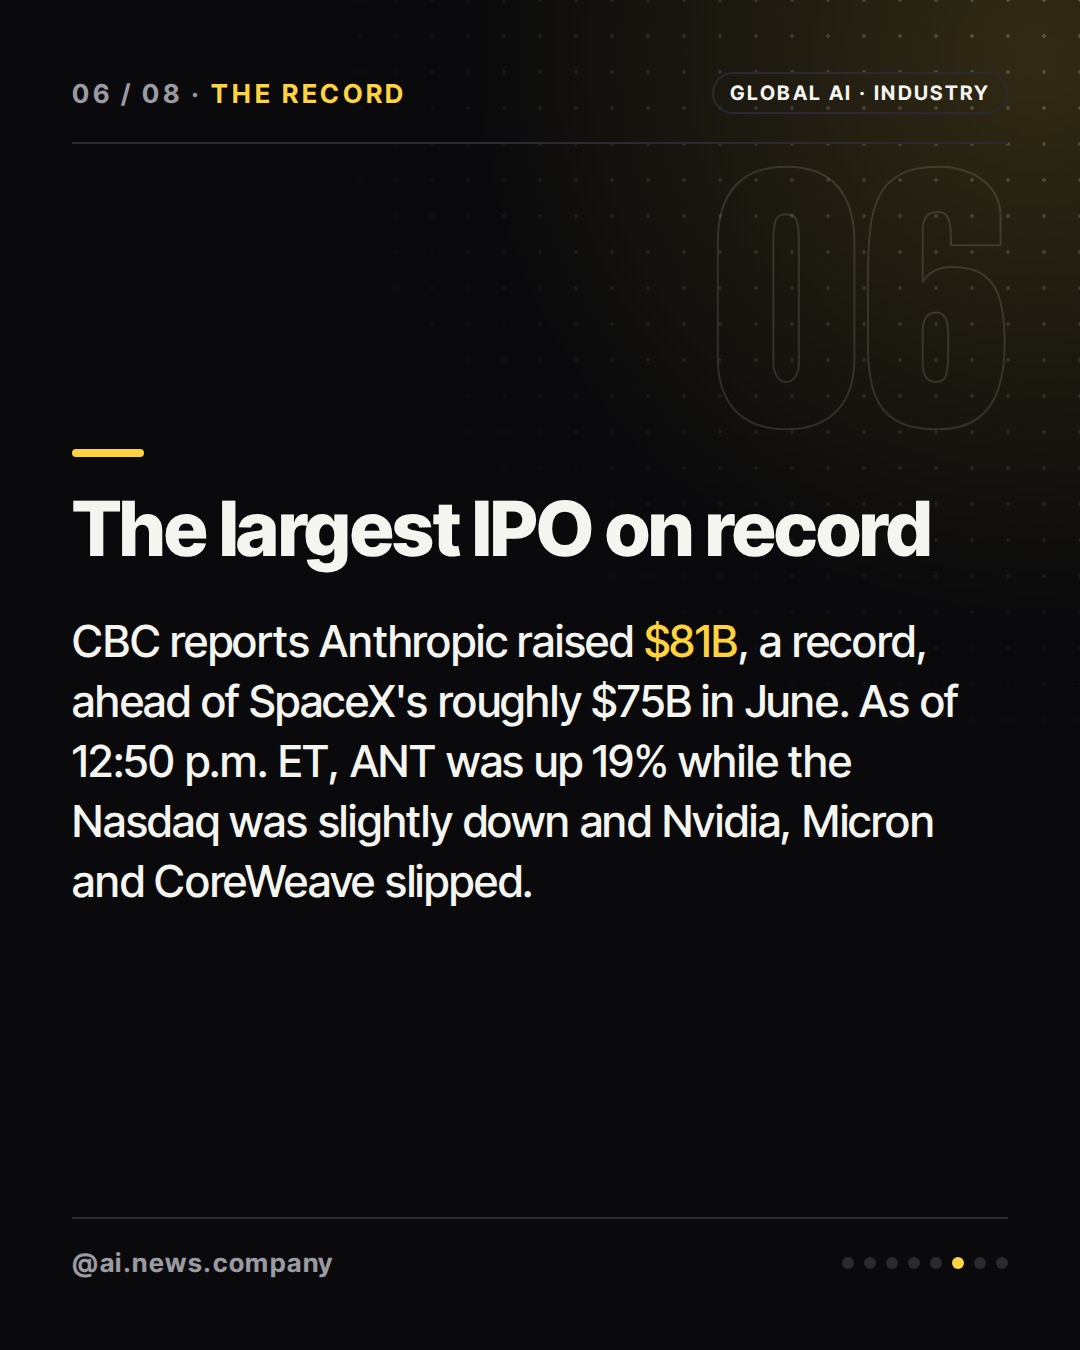 06 / 08 · THE RECORD
GLOBAL AI · INDUSTRY
06
The largest IPO on record
CBC reports Anthropic raised $81B, a record,
ahead of SpaceX's roughly $75B in June. As of
12:50 p.m. ET, ANT was up 19% while the
Nasdaq was slightly down and Nvidia, Micron
and CoreWeave slipped.
@ai.news.company